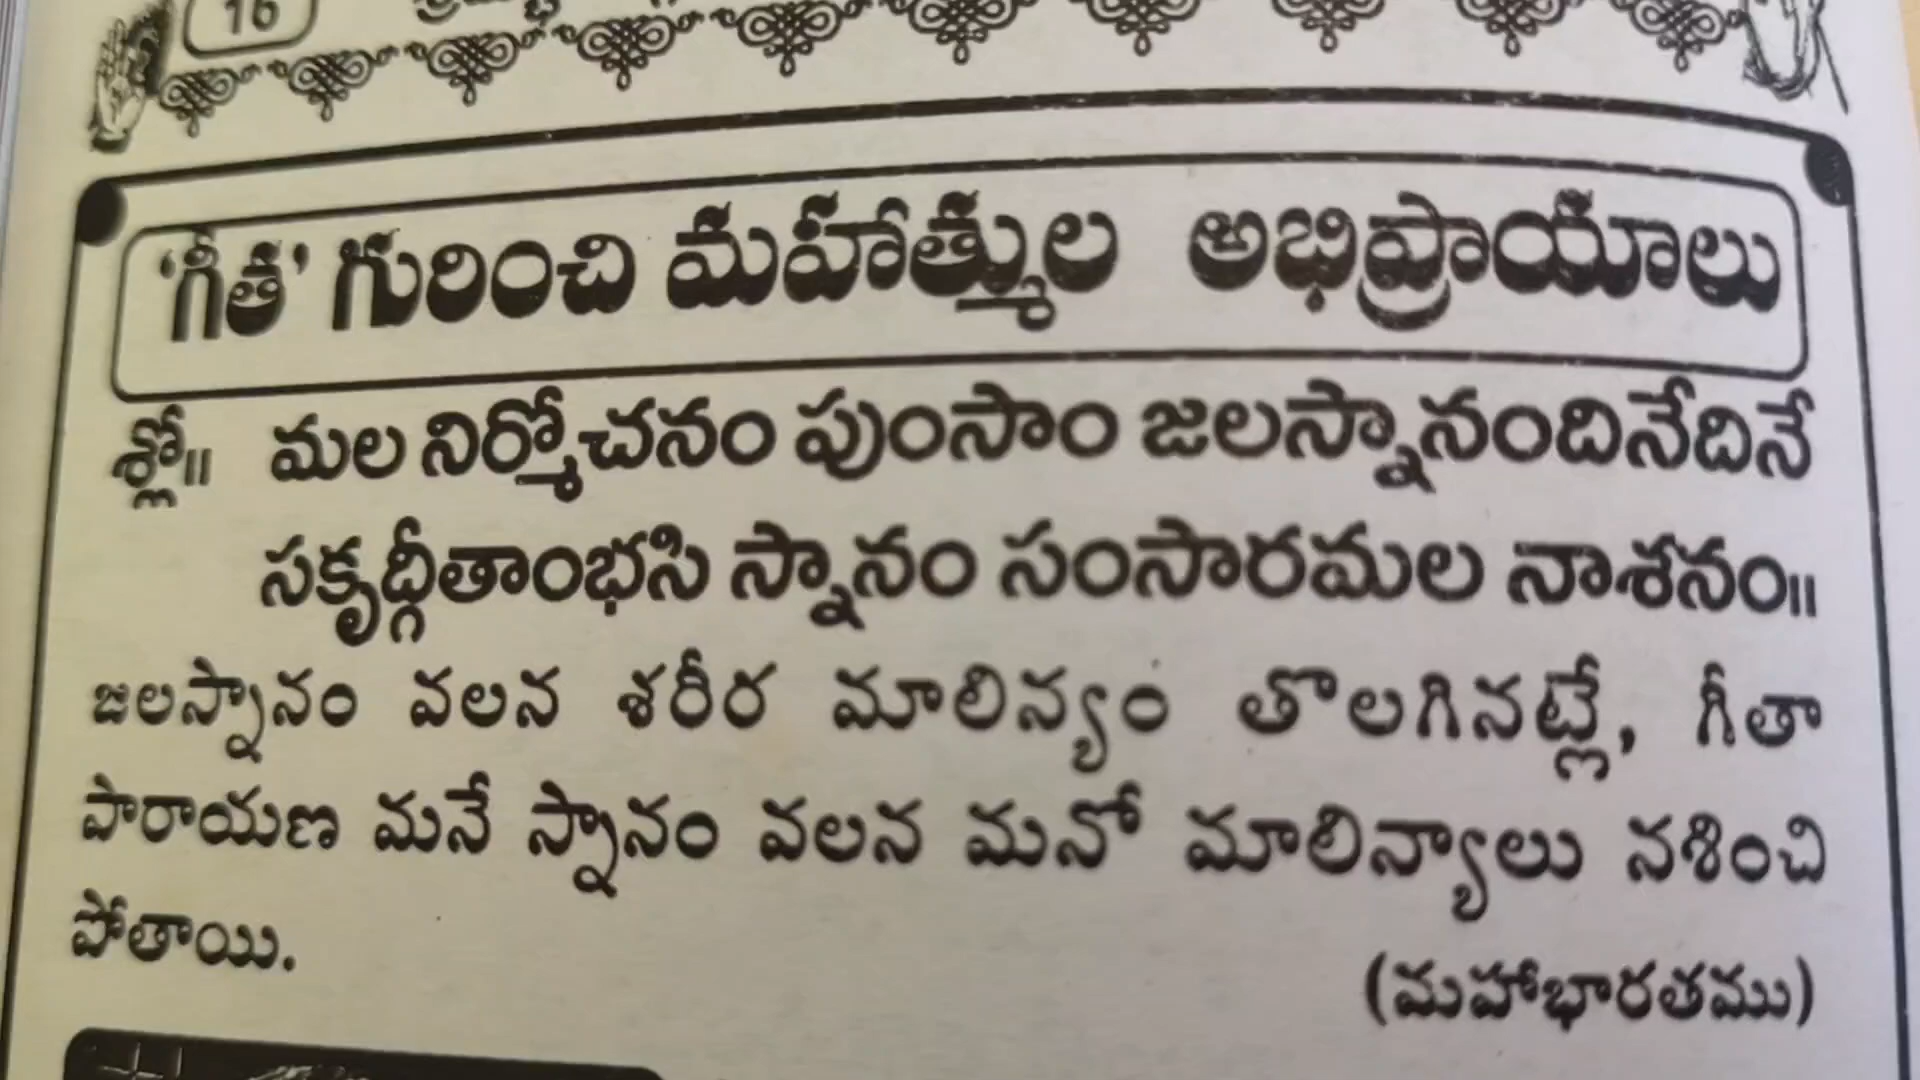 16
'గీత' గురించి మహాత్ముల అభిప్రాయాలు
శ్లో॥ మల నిర్మోచనం పుంసాం జలస్నానందినేదినే
సకృద్గీతాంభసి స్నానం సంసారమల నాశనం॥
జలస్నానం వలన శరీర మాలిన్యం తొలగినట్లే, గీతా
పారాయణ మనే స్నానం వలన మనో మాలిన్యాలు నశించి
పోతాయి.
(మహాభారతము)